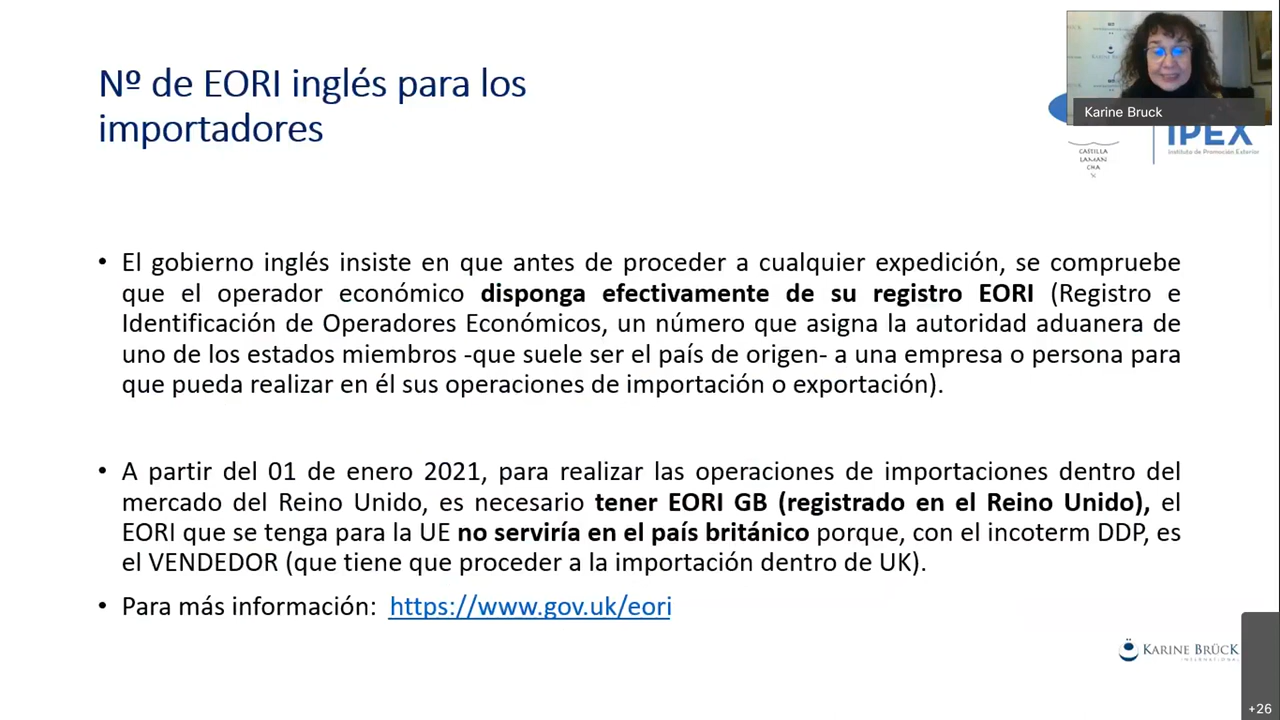 Nº de EORI inglés para los
importadores
Karine Bruck
IPEX
Instituto de Promoción Exterior
CASTILLA
LAMAN
CHA
• El gobierno inglés insiste en que antes de proceder a cualquier expedición, se compruebe
que el operador económico disponga efectivamente de su registro EORI (Registro e
Identificación de Operadores Económicos, un número que asigna la autoridad aduanera de
uno de los estados miembros -que suele ser el país de origen- a una empresa o persona para
que pueda realizar en él sus operaciones de importación o exportación).
• A partir del 01 de enero 2021, para realizar las operaciones de importaciones dentro del
mercado del Reino Unido, es necesario tener EORI GB (registrado en el Reino Unido), el
EORI que se tenga para la UE no serviría en el país británico porque, con el incoterm DDP, es
el VENDEDOR (que tiene que proceder a la importación dentro de UK).
• Para más información: https://www.gov.uk/eori
KARINE BRÜCK
INTERNATIONAL
+26